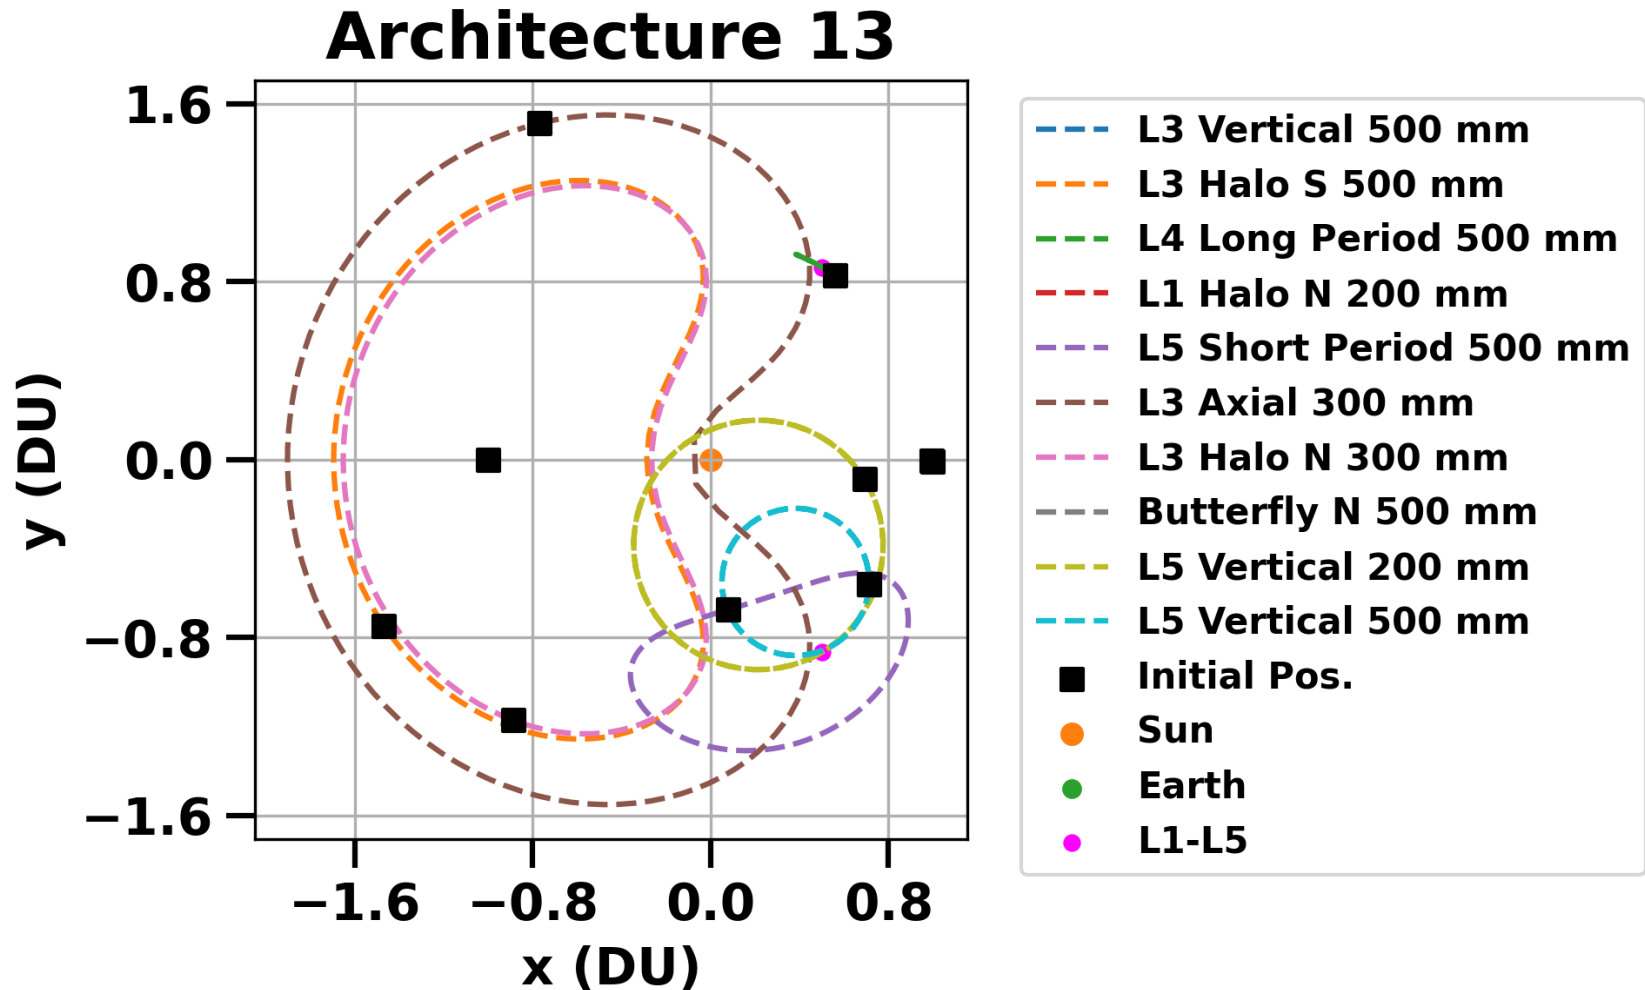 Architecture 13
1.6
0.8
0.0
−0.8
−1.6
y (DU)
−1.6 −0.8 0.0 0.8
x (DU)
L3 Vertical 500 mm
L3 Halo S 500 mm
L4 Long Period 500 mm
L1 Halo N 200 mm
L5 Short Period 500 mm
L3 Axial 300 mm
L3 Halo N 300 mm
Butterfly N 500 mm
L5 Vertical 200 mm
L5 Vertical 500 mm
Initial Pos.
Sun
Earth
L1-L5